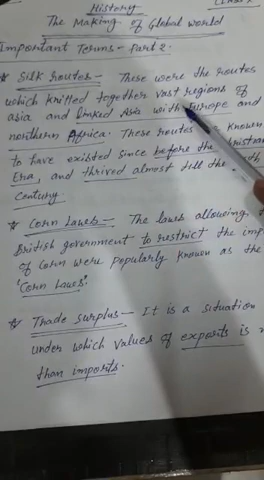 History
The Making of Global world
Important Terms - Part 2.
* Silk Routes - These were the routes
which knitted together vast regions of
asia and linked Asia with Europe and
northern Africa. These routes known
to have existed since before the
Era, and thrived almost till the
Century.
* Corn Laws - The laws allowing
British government to restrict the
of Corn were popularly known as the
"Corn Laws".
* Trade Surplus - It is a situation
under which values of exports is
than imports.